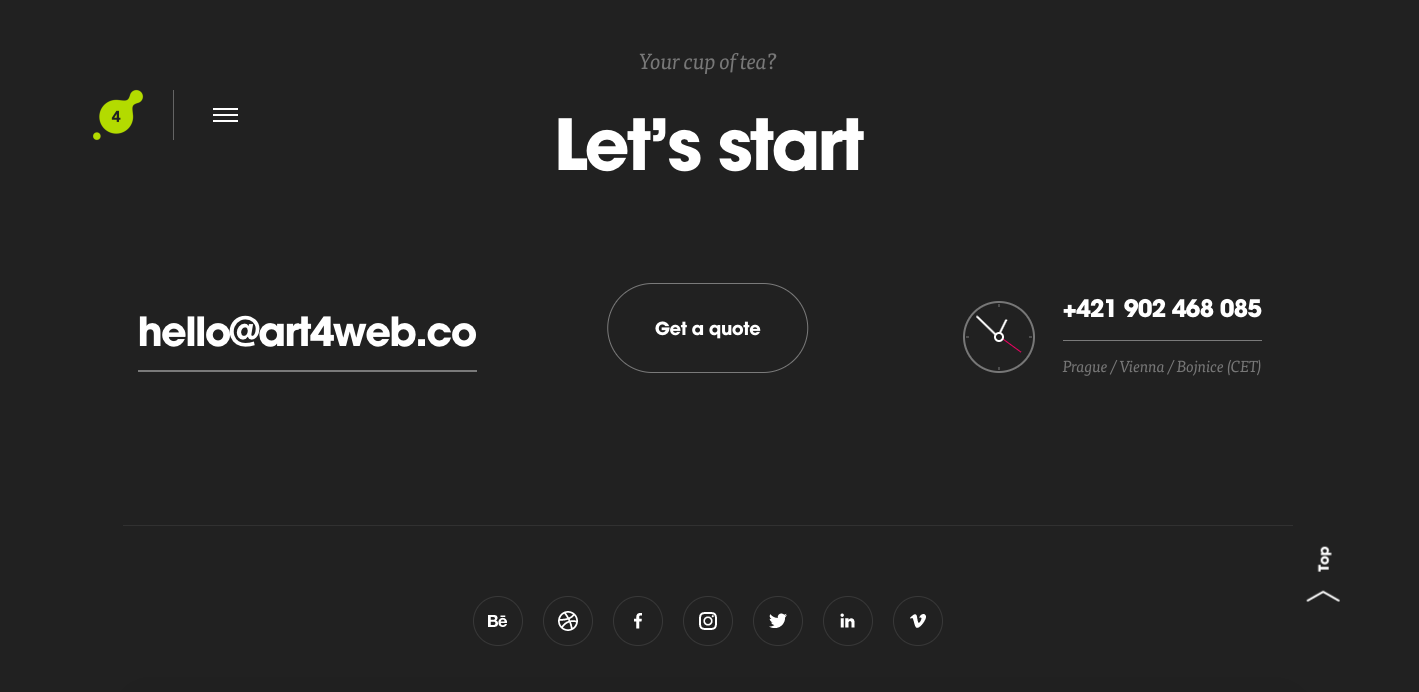 Your cup of tea?
4
Let’s start
hello@art4web.co
Get a quote
+421 902 468 085
Prague / Vienna / Bojnice (CET)
Top
Bē